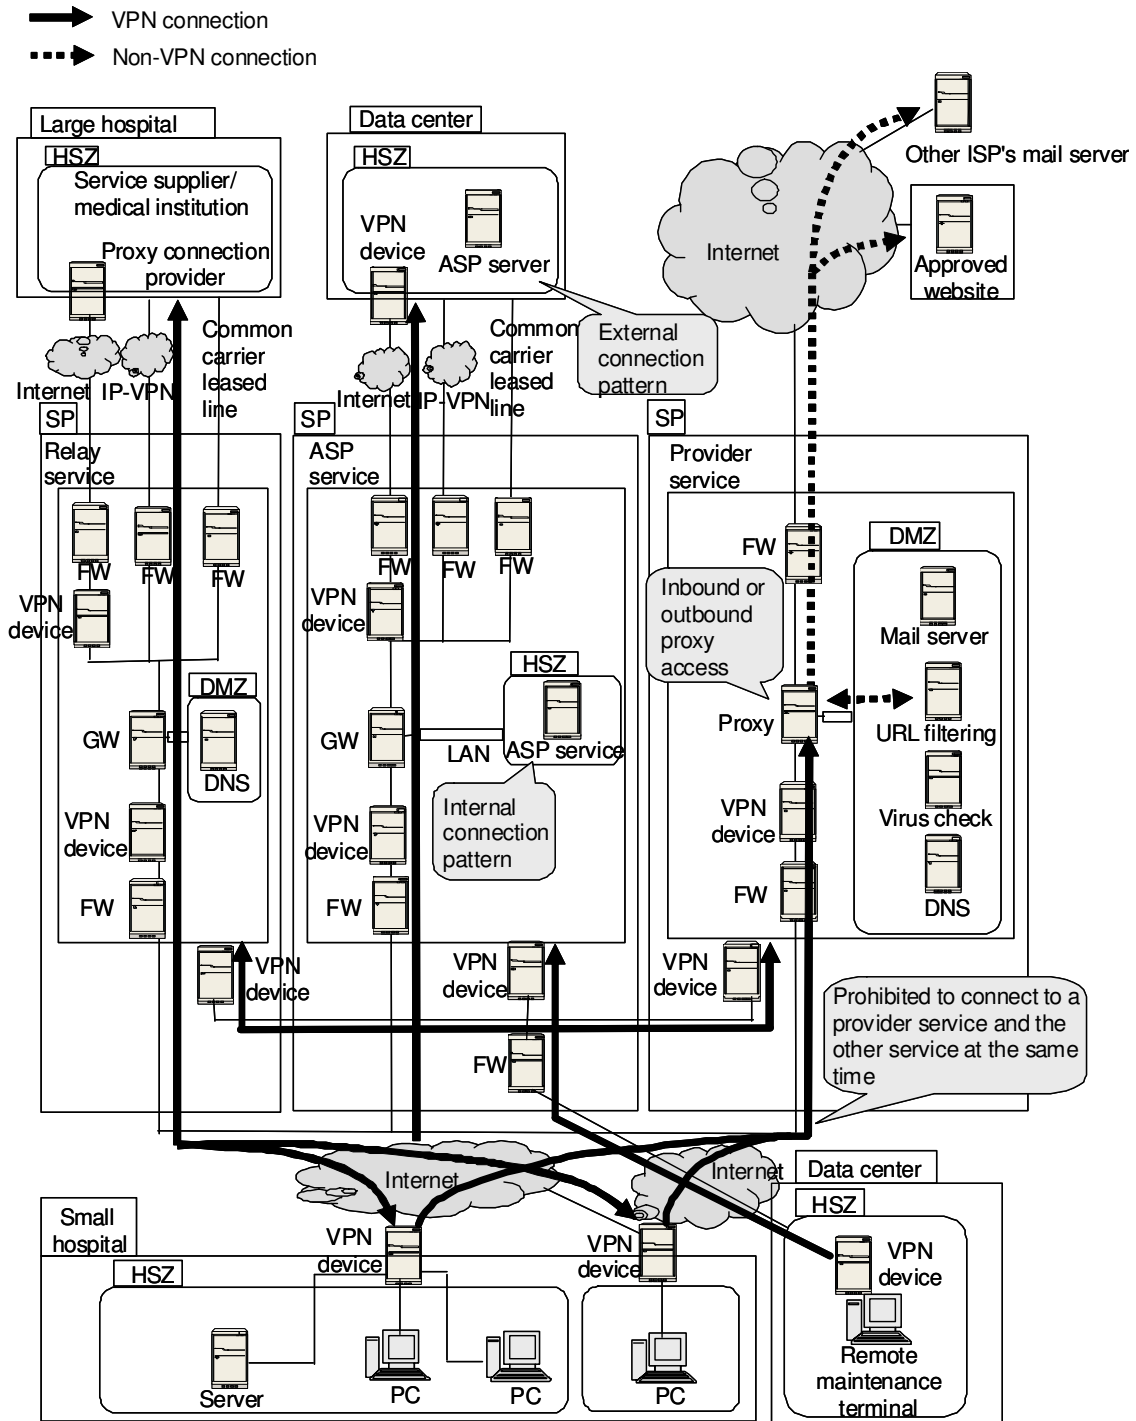 VPN connection
Non-VPN connection
Large hospital
HSZ
Service supplier/
medical institution
Proxy connection
provider
Data center
HSZ
VPN
device
ASP server
Other ISP's mail server
Internet
Approved
website
Common
carrier
leased
line
Internet
IP-VPN
Common
carrier
leased
line
Internet
IP-VPN
External
connection
pattern
SP
Relay
service
FW
FW
FW
VPN
device
DMZ
GW
DNS
VPN
device
FW
VPN
device
SP
ASP
service
FW
FW
FW
VPN
device
HSZ
GW
LAN
ASP service
Internal
connection
pattern
VPN
device
FW
VPN
device
FW
SP
Provider
service
FW
DMZ
Inbound or
outbound
proxy
access
Mail server
Proxy
URL filtering
VPN
device
Virus check
FW
DNS
VPN
device
Prohibited to connect to a
provider service and the
other service at the same
time
Internet
Internet
Small
hospital
VPN
device
HSZ
Server
PC
PC
VPN
device
PC
Data center
HSZ
VPN
device
Remote
maintenance
terminal